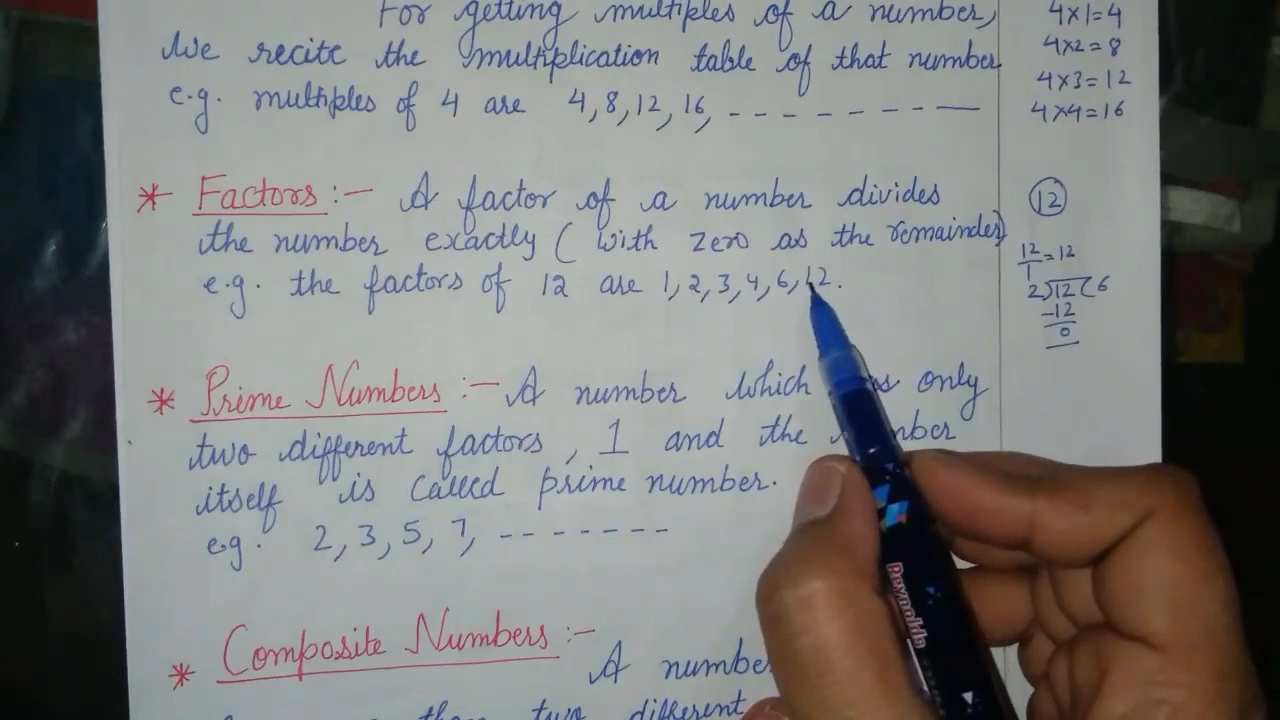 For getting multiples of a number,
We recite the multiplication table of that number
e.g. multiples of 4 are 4, 8, 12, 16, - - - - - - - -
4×1=4
4×2=8
4×3=12
4×4=16
* Factors :- A factor of a number divides
the number exactly (with zero as the remainder)
e.g. the factors of 12 are 1, 2, 3, 4, 6, 12.
12
12/1=12
2)12(6
-12
0
* Prime Numbers :- A number which only
two different factors, 1 and the
itself is called prime number.
e.g. 2, 3, 5, 7, - - - - - - -
* Composite Numbers :-
A
than two different
Reynolds